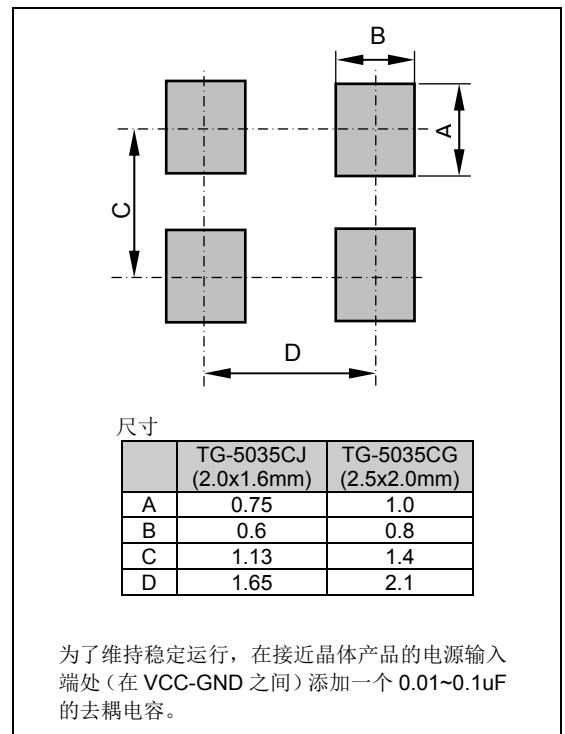 B
A
C
D
尺寸
TG-5035CJ TG-5035CG
(2.0x1.6mm) (2.5x2.0mm)
A 0.75 1.0
B 0.6 0.8
C 1.13 1.4
D 1.65 2.1
为了维持稳定运行，在接近晶体产品的电源输入
端处（在 VCC-GND 之间）添加一个 0.01~0.1uF
的去耦电容。